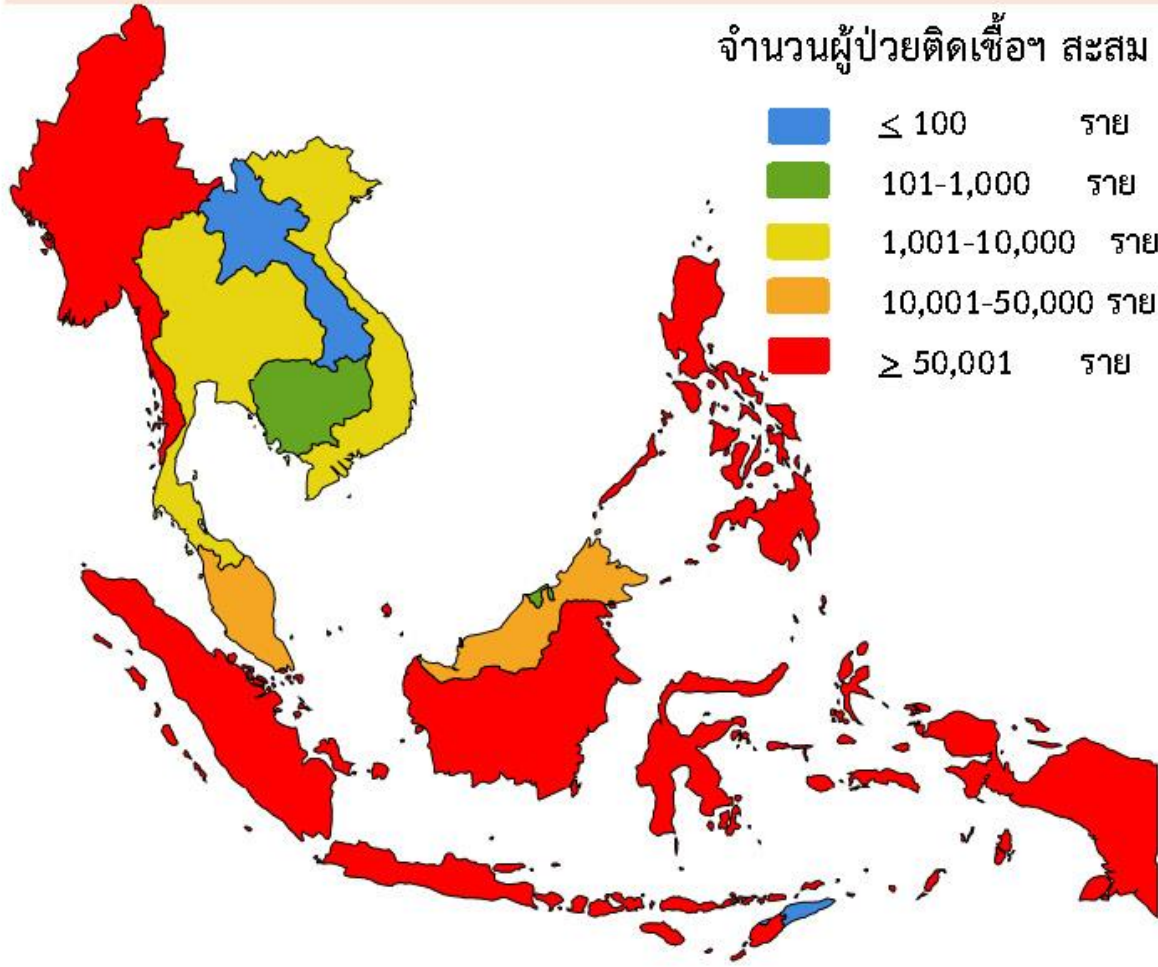 จำนวนผู้ป่วยติดเชื้อฯ สะสม
≤ 100 ราย
101-1,000 ราย
1,001-10,000 ราย
10,001-50,000 ราย
≥ 50,001 ราย